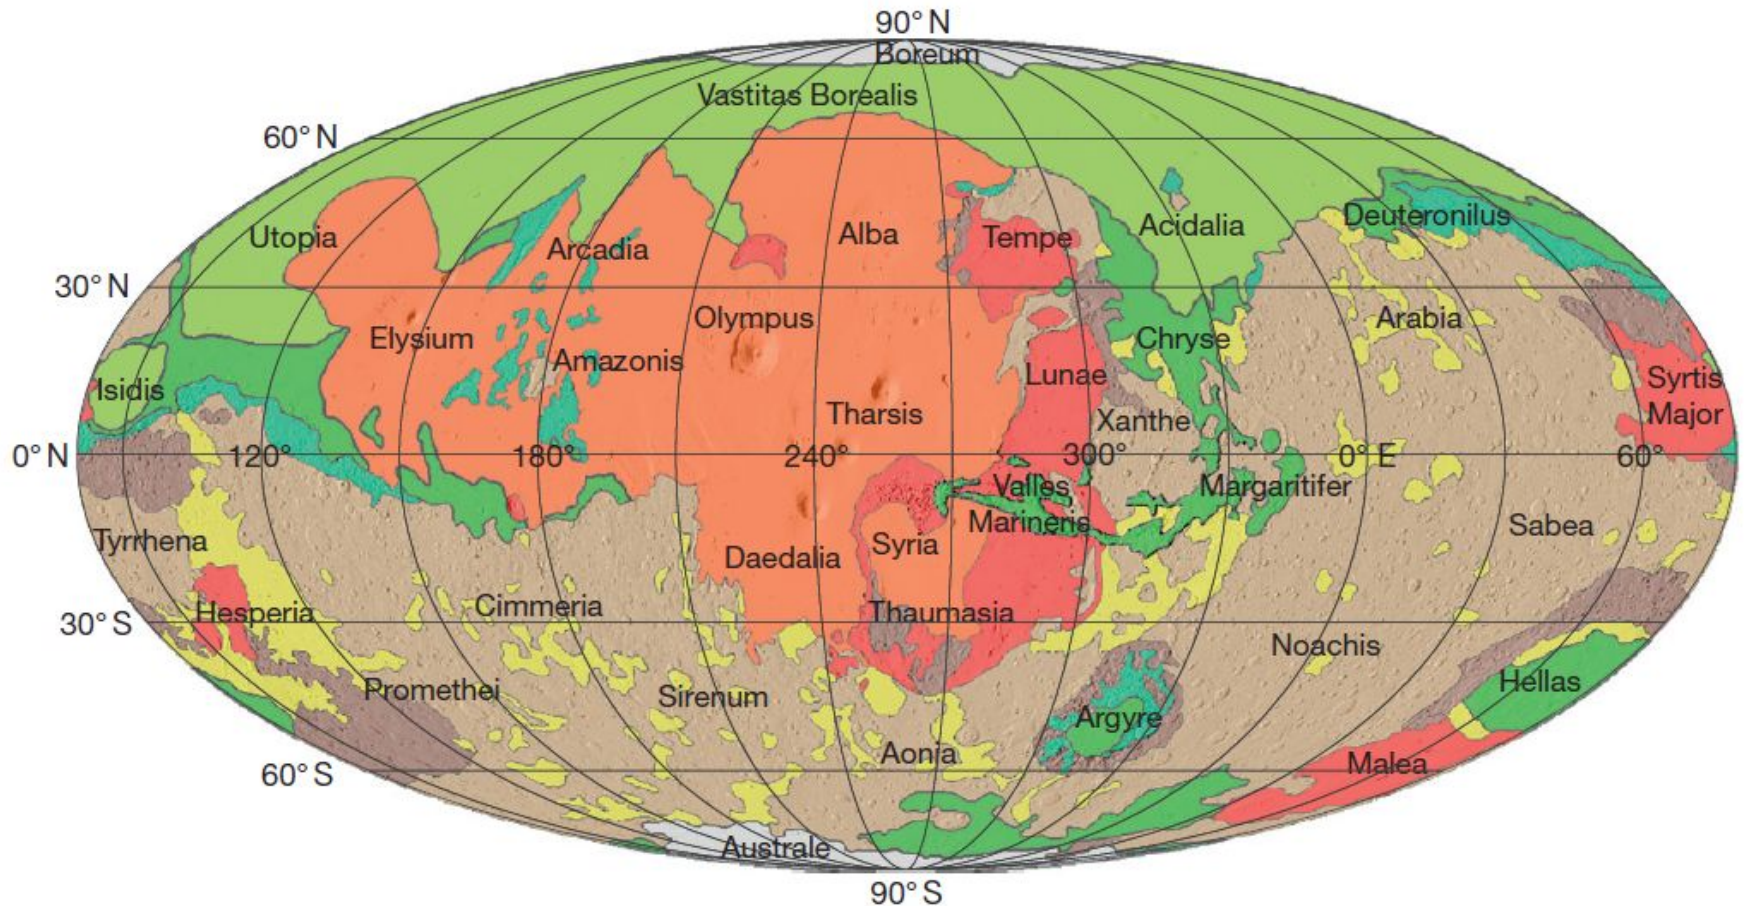 90° N
Boreum
Vastitas Borealis
60° N
Utopia
Arcadia
Alba
Tempe
Acidalia
Deuteronilus
30° N
Elysium
Olympus
Chryse
Arabia
Isidis
Amazonis
Lunae
Syrtis
Major
Tharsis
Xanthe
0° N
120°
180°
240°
300°
0° E
60°
Valles
Marineris
Margaritifer
Tyrrhena
Daedalia
Syria
Sabea
30° S
Hesperia
Cimmeria
Thaumasia
Noachis
Promethei
Sirenum
Hellas
Argyre
Aonia
Malea
60° S
Australe
90° S